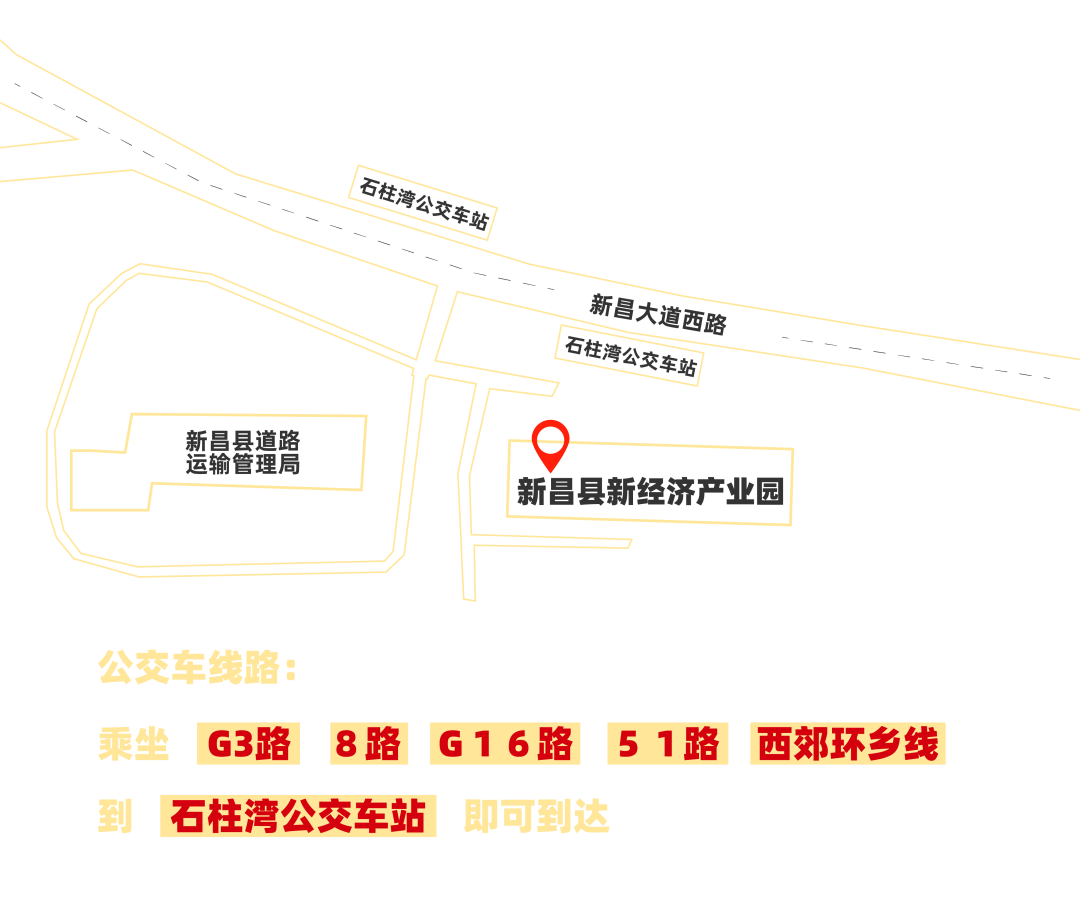 石柱湾公交车站
新昌大道西路
石柱湾公交车站
新昌县道路
运输管理局
新昌县新经济产业园
公交车线路：
乘坐 G3路 8路 G16路 51路 西郊环乡线
到 石柱湾公交车站 即可到达